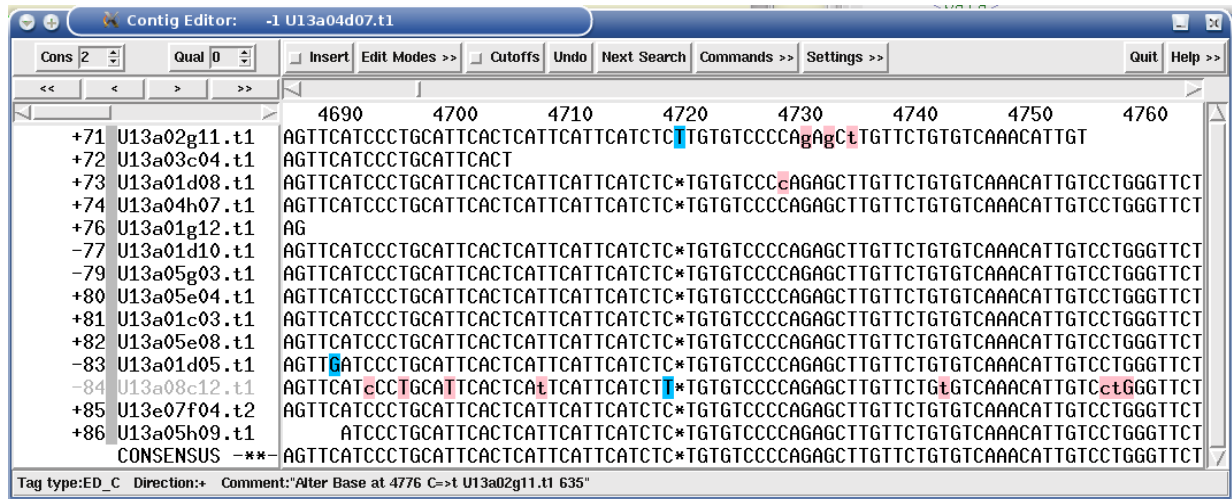 Contig Editor: -1 U13a04d07.t1
Cons 2 Qual 0 Insert Edit Modes >> Cutoffs Undo Next Search Commands >> Settings >> Quit Help >>
<< < > >>
4690 4700 4710 4720 4730 4740 4750 4760
+71 U13a02g11.t1 AGTTCATCCCTGCATTCACTCATTCATTCATCTCTTGTGTCCCCAgAgCtTGTTCTGTGTCAAACATTGT
+72 U13a03c04.t1 AGTTCATCCCTGCATTCACT
+73 U13a01d08.t1 AGTTCATCCCTGCATTCACTCATTCATTCATCTC*TGTGTCCCcAGAGCTTGTTCTGTGTCAAACATTGTCCTGGGTTCT
+74 U13a04h07.t1 AGTTCATCCCTGCATTCACTCATTCATTCATCTC*TGTGTCCCCAGAGCTTGTTCTGTGTCAAACATTGTCCTGGGTTCT
+76 U13a01g12.t1 AG
-77 U13a01d10.t1 AGTTCATCCCTGCATTCACTCATTCATTCATCTC*TGTGTCCCCAGAGCTTGTTCTGTGTCAAACATTGTCCTGGGTTCT
-79 U13a05g03.t1 AGTTCATCCCTGCATTCACTCATTCATTCATCTC*TGTGTCCCCAGAGCTTGTTCTGTGTCAAACATTGTCCTGGGTTCT
+80 U13a05e04.t1 AGTTCATCCCTGCATTCACTCATTCATTCATCTC*TGTGTCCCCAGAGCTTGTTCTGTGTCAAACATTGTCCTGGGTTCT
+81 U13a01c03.t1 AGTTCATCCCTGCATTCACTCATTCATTCATCTC*TGTGTCCCCAGAGCTTGTTCTGTGTCAAACATTGTCCTGGGTTCT
+82 U13a05e08.t1 AGTTCATCCCTGCATTCACTCATTCATTCATCTC*TGTGTCCCCAGAGCTTGTTCTGTGTCAAACATTGTCCTGGGTTCT
-83 U13a01d05.t1 AGTTGATCCCTGCATTCACTCATTCATTCATCTC*TGTGTCCCCAGAGCTTGTTCTGTGTCAAACATTGTCCTGGGTTCT
-84 U13a08c12.t1 AGTTCATcCCTGCATTCACTCAtTCATTCATCTT*TGTGTCCCCAGAGCTTGTTCTGtGTCAAACATTGTCctGGGTTCT
+85 U13e07f04.t2 AGTTCATCCCTGCATTCACTCATTCATTCATCTC*TGTGTCCCCAGAGCTTGTTCTGTGTCAAACATTGTCCTGGGTTCT
+86 U13a05h09.t1 ATCCCTGCATTCACTCATTCATTCATCTC*TGTGTCCCCAGAGCTTGTTCTGTGTCAAACATTGTCCTGGGTTCT
CONSENSUS -**- AGTTCATCCCTGCATTCACTCATTCATTCATCTC*TGTGTCCCCAGAGCTTGTTCTGTGTCAAACATTGTCCTGGGTTCT
Tag type:ED_C Direction:+ Comment:"Alter Base at 4776 C=>t U13a02g11.t1 635"